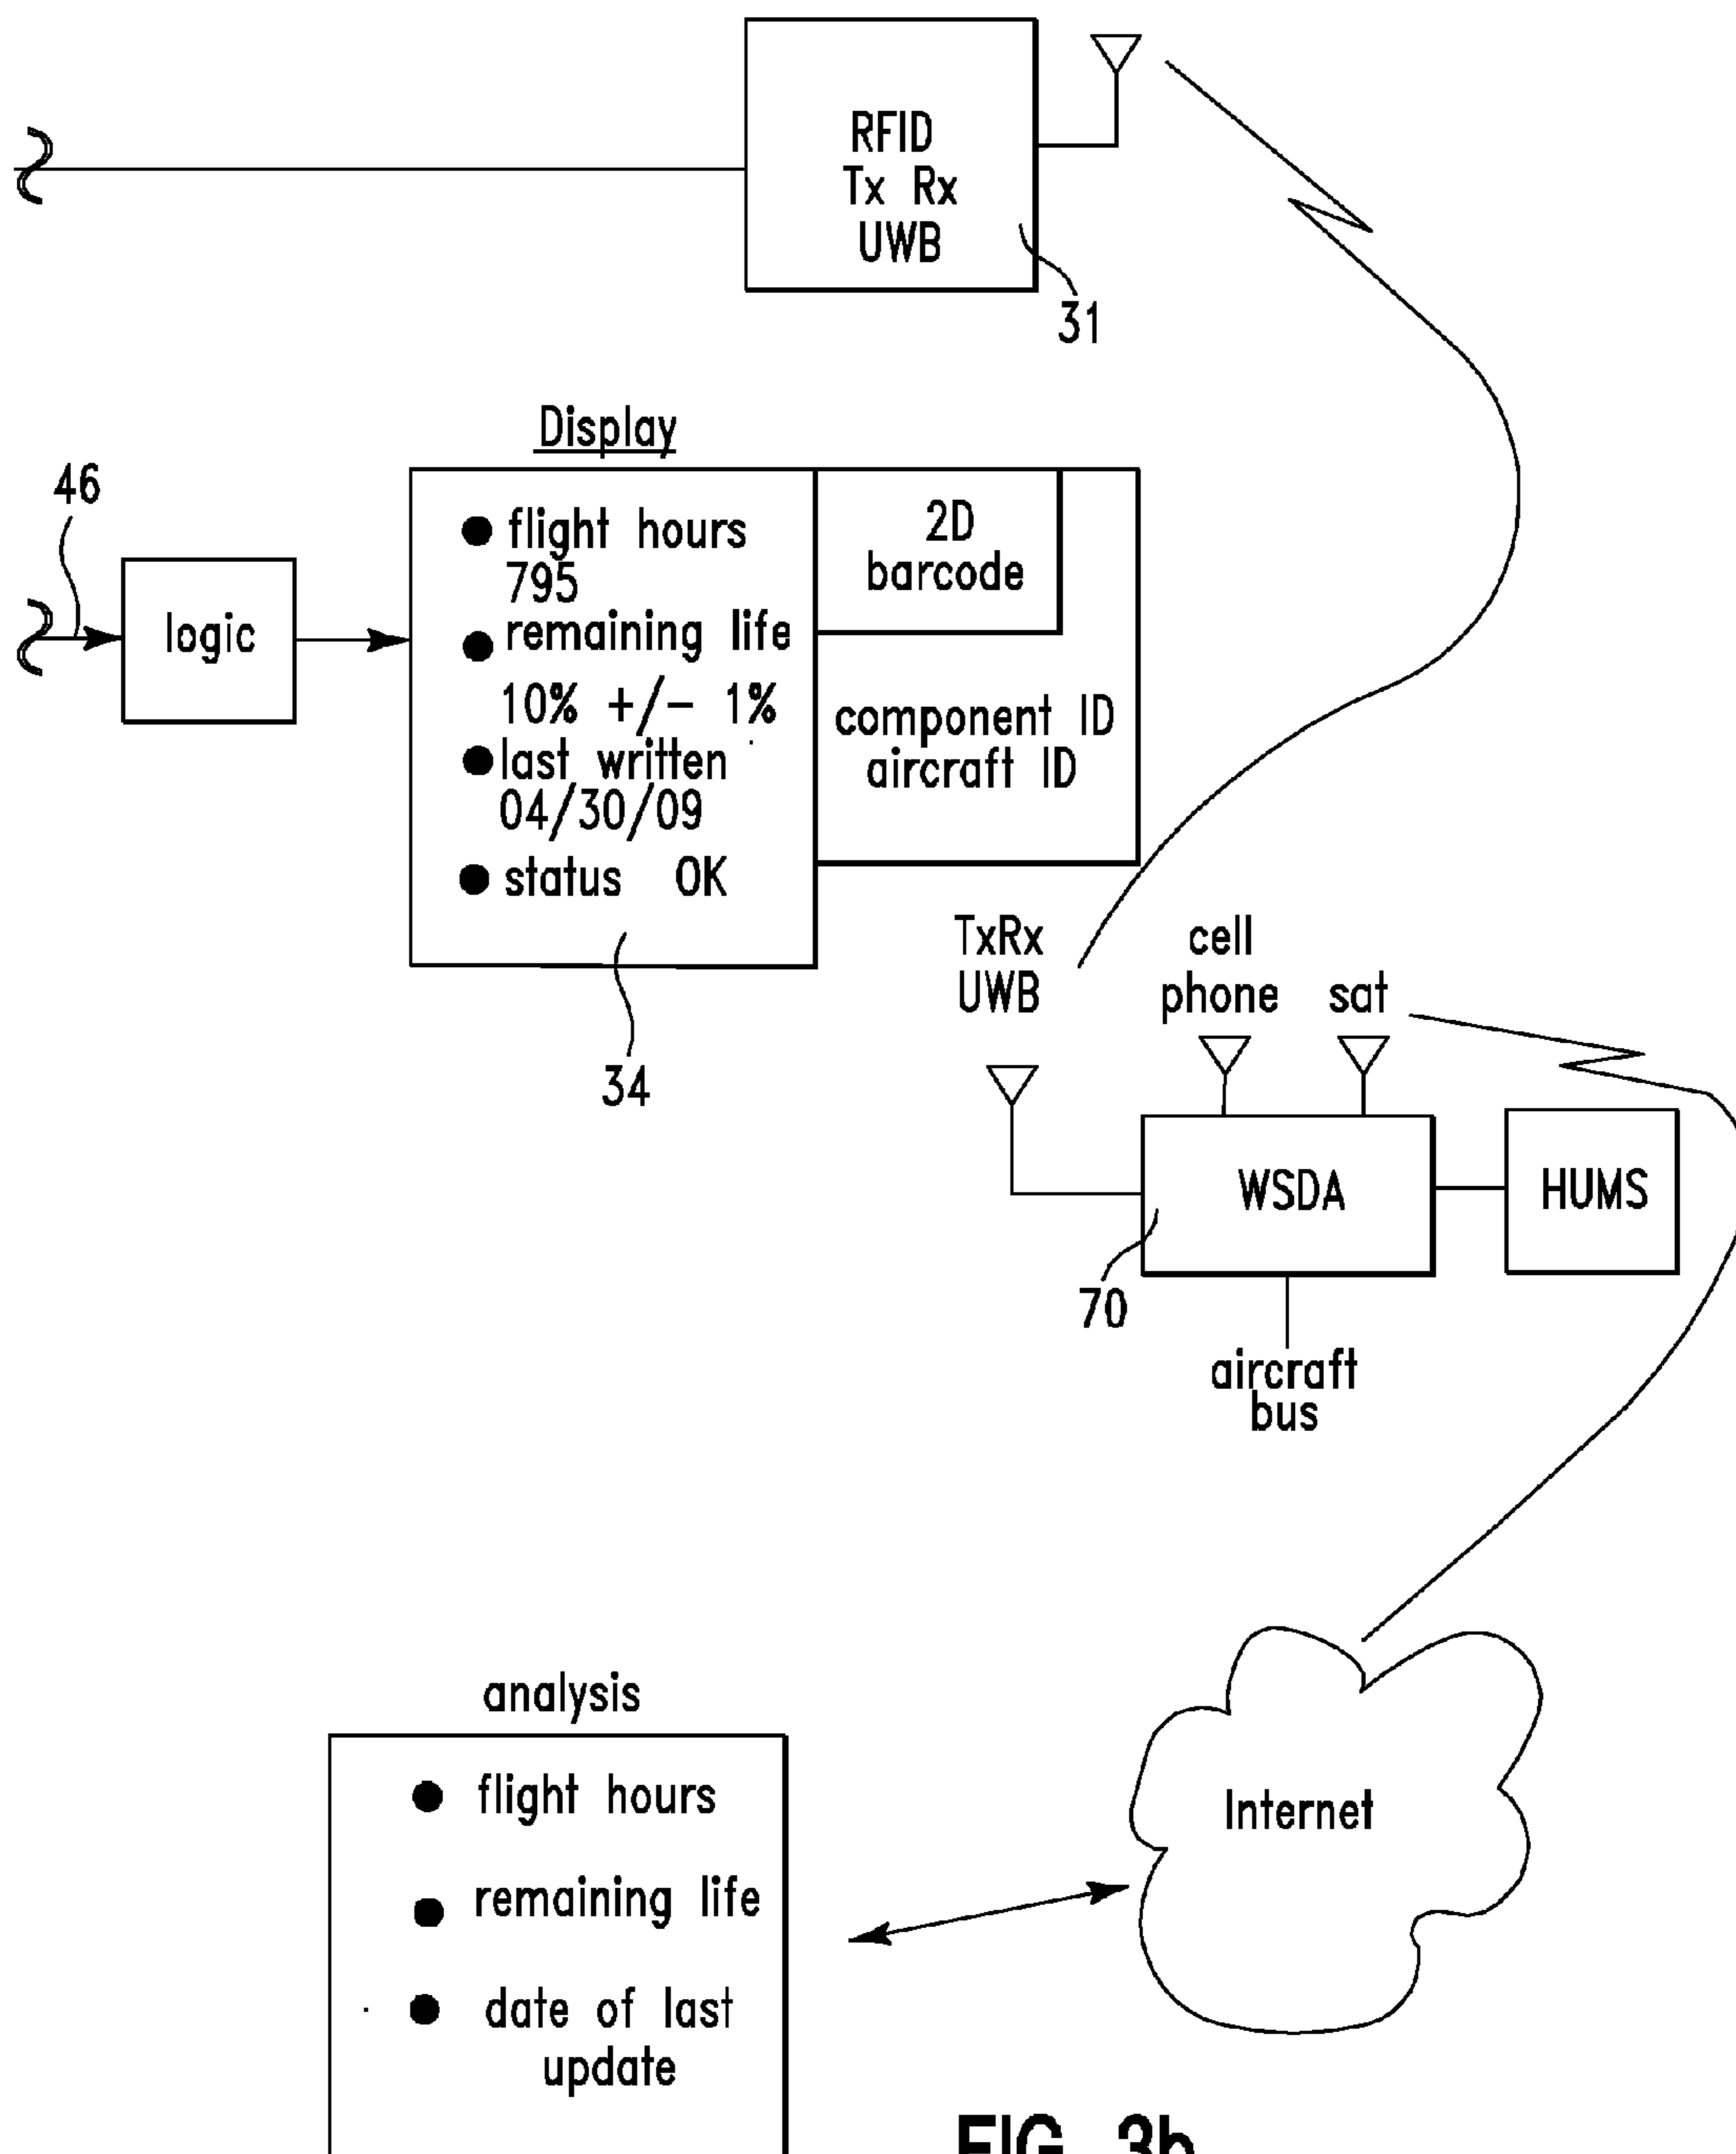 RFID
Tx Rx
UWB
31
Display
46
logic
flight hours
795
remaining life
10% +/- 1%
last written
04/30/09
status OK
2D
barcode
component ID
aircraft ID
34
TxRx
UWB
cell
phone
sat
WSDA
HUMS
70
aircraft
bus
analysis
flight hours
remaining life
date of last
update
Internet
FIG. 3b